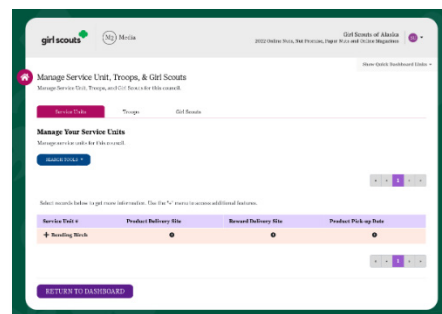 girl scouts
M2 Media
Girl Scouts of Alaska
2022 Online Nuts, Nut Promise, Paper Nuts and Online Magazines
Show Quick Dashboard Links
Manage Service Unit, Troops, & Girl Scouts
Manage Service Unit, Troops, and Girl Scouts for this council.
Service Units Troops Girl Scouts
Manage Your Service Units
Manage service units for this council.
SEARCH TOOLS
1
Select records below to get more information. Use the "+" menu to access additional features.
Service Unit # Product Delivery Site Reward Delivery Site Product Pick-up Date
+ Bending Birch
1
RETURN TO DASHBOARD